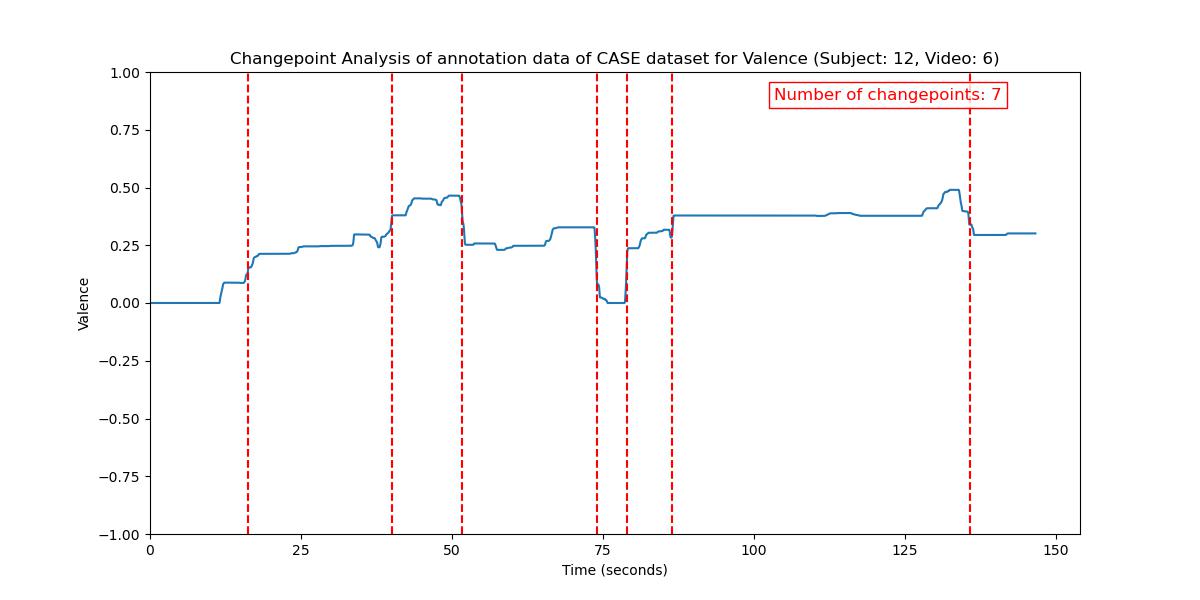 Changepoint Analysis of annotation data of CASE dataset for Valence (Subject: 12, Video: 6)
Number of changepoints: 7
1.00
0.75
0.50
0.25
0.00
−0.25
−0.50
−0.75
−1.00
Valence
0 25 50 75 100 125 150
Time (seconds)